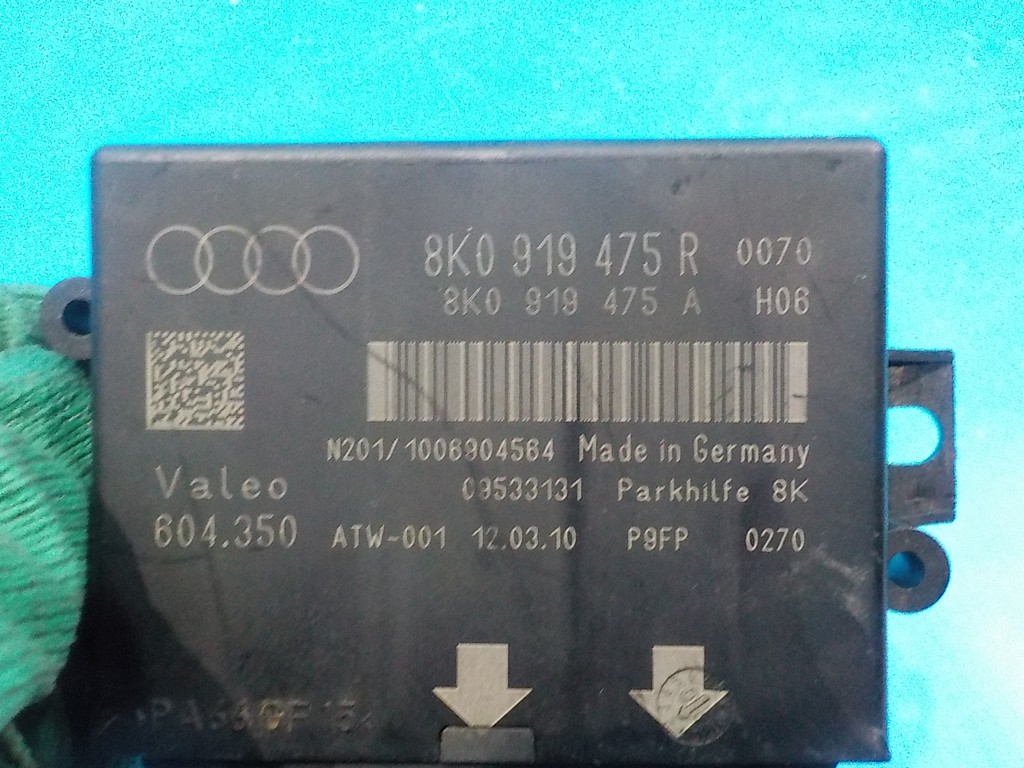 8K0 919 475 R 0070
8K0 919 475 A H06
N201/1006904564 Made in Germany
Valeo 09533131 Parkhilfe 8K
604.350 ATW-001 12.03.10 P9FP 0270